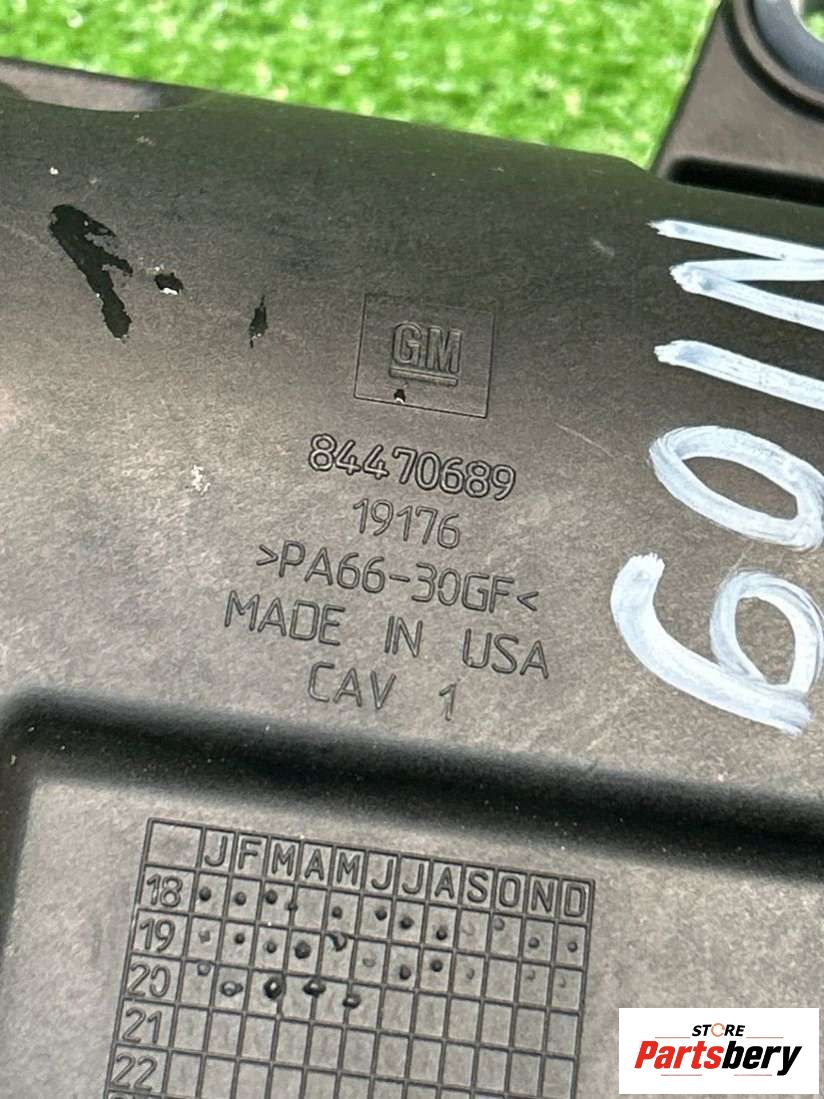 GM
84470689
19176
>PA66-30GF<
MADE IN USA
CAV 1
J F M A M J J A S O N D
18
19
20
21
22
STORE
Partsbery